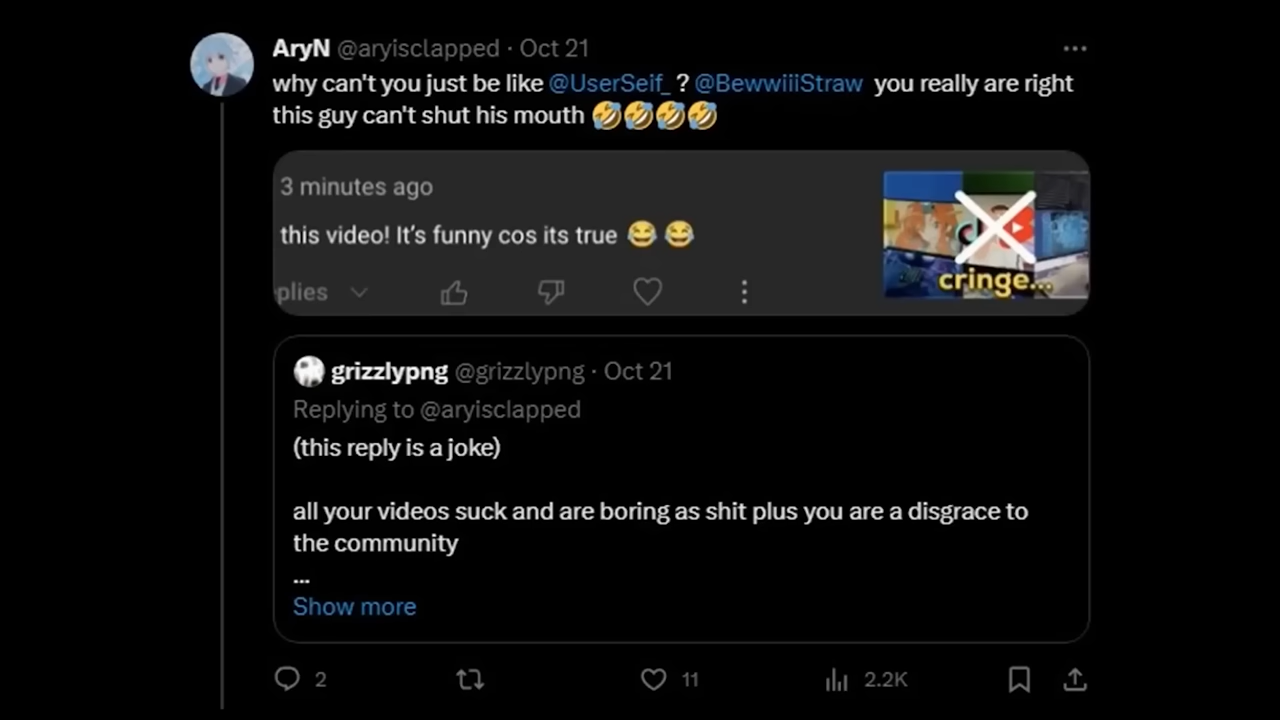 AryN @aryisclapped · Oct 21
why can't you just be like @UserSeif_ ? @BewwiiiStraw you really are right
this guy can't shut his mouth 🤣🤣🤣🤣
3 minutes ago
this video! It's funny cos its true 😂 😂
plies
cringe...
grizzlypng @grizzlypng · Oct 21
Replying to @aryisclapped
(this reply is a joke)
all your videos suck and are boring as shit plus you are a disgrace to
the community
...
Show more
2 11 2.2K